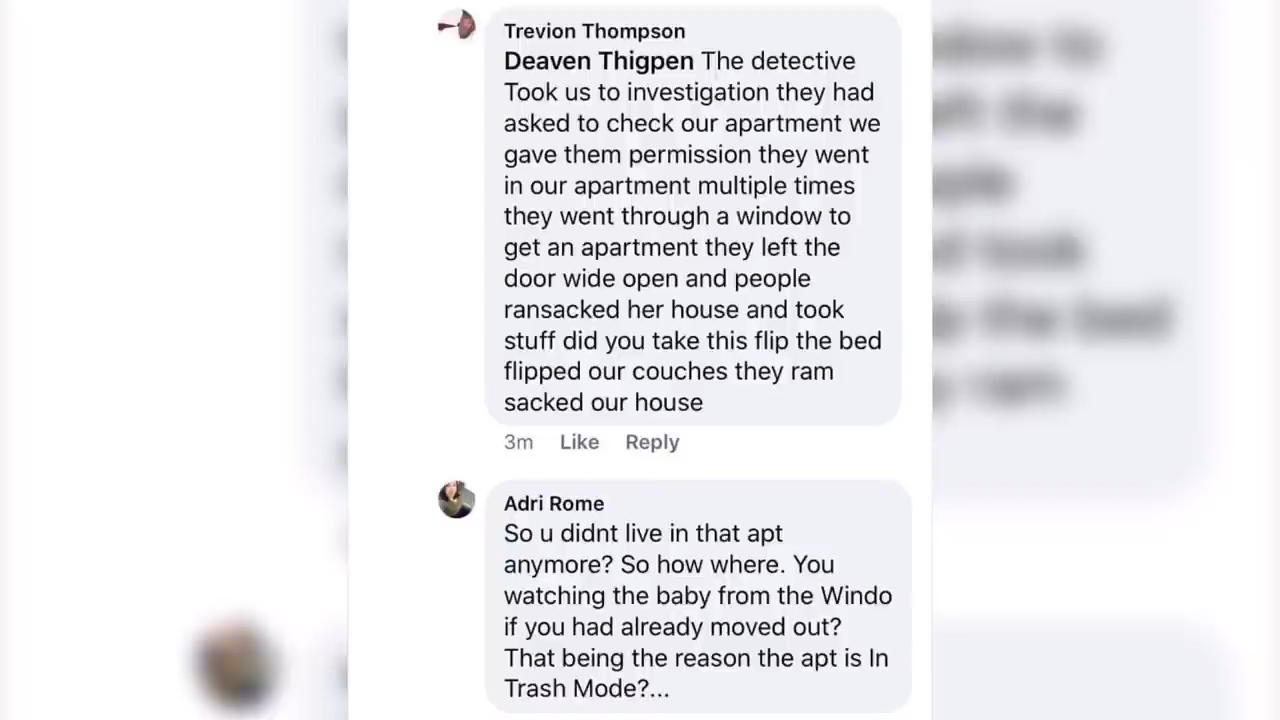 Trevion Thompson
Deaven Thigpen The detective
Took us to investigation they had
asked to check our apartment we
gave them permission they went
in our apartment multiple times
they went through a window to
get an apartment they left the
door wide open and people
ransacked her house and took
stuff did you take this flip the bed
flipped our couches they ram
sacked our house
3m Like Reply
Adri Rome
So u didnt live in that apt
anymore? So how where. You
watching the baby from the Windo
if you had already moved out?
That being the reason the apt is In
Trash Mode?...